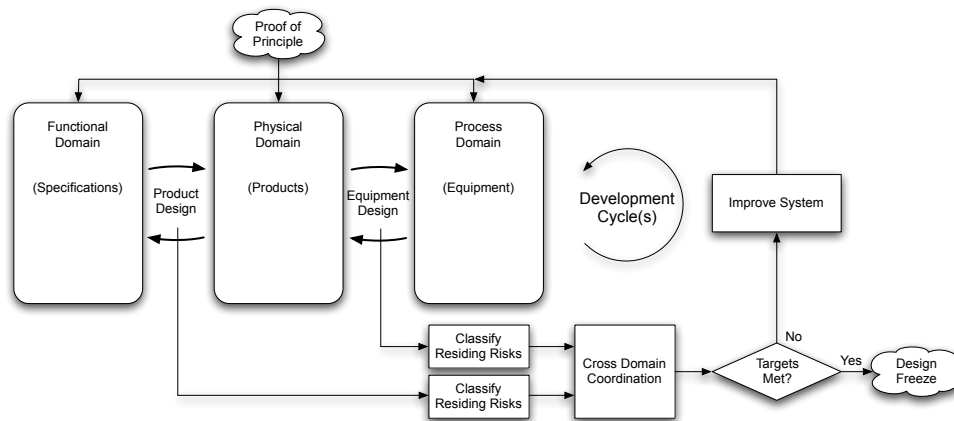 Proof of
Principle
Functional
Domain
(Specifications)
Product
Design
Physical
Domain
(Products)
Equipment
Design
Process
Domain
(Equipment)
Development
Cycle(s)
Improve System
Classify
Residing Risks
Classify
Residing Risks
Cross Domain
Coordination
Targets
Met?
No
Yes
Design
Freeze